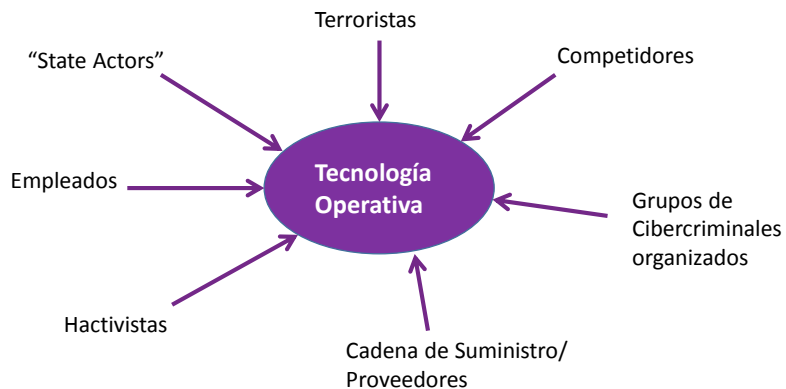 Terroristas
“State Actors”
Competidores
Empleados
Tecnología
Operativa
Grupos de
Cibercriminales
organizados
Hactivistas
Cadena de Suministro/
Proveedores